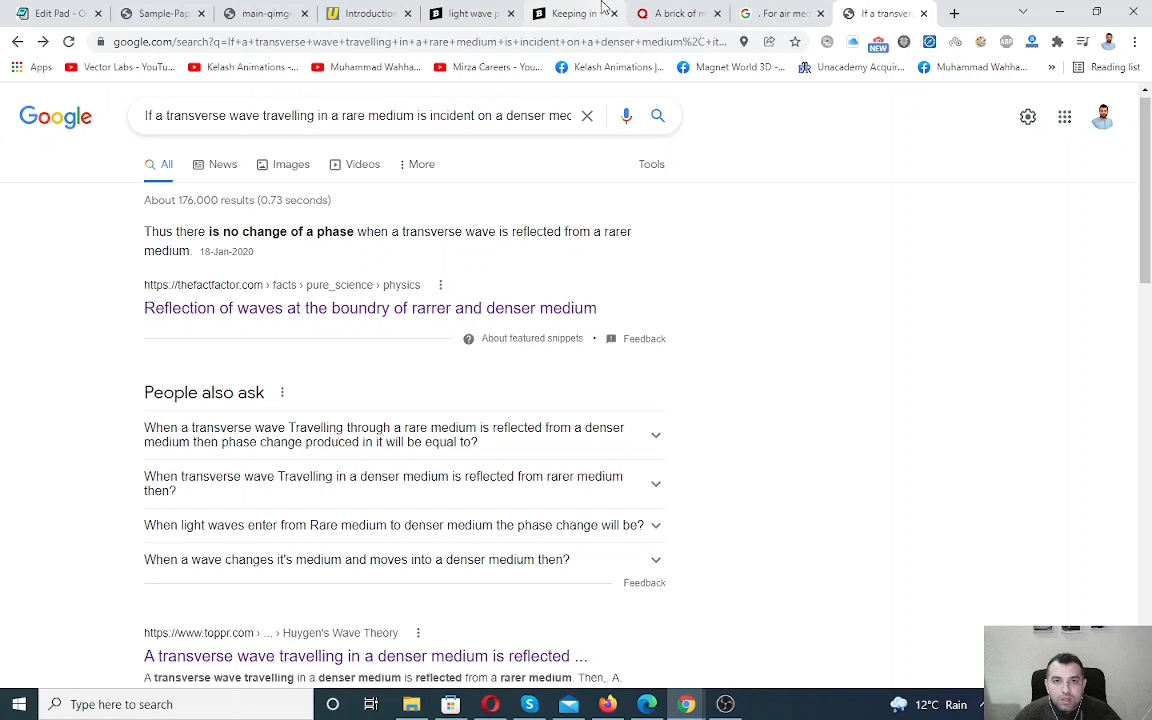 Edit Pad - O
Sample-Pap
main-qimg
Introduction
light wave p
Keeping in
A brick of m
. For air med
If a transvers
google.com/search?q=If+a+transverse+wave+travelling+in+a+rare+medium+is+incident+on+a+denser+medium%2C+it...
NEW
ABP
Apps
Vector Labs - YouTu...
Kelash Animations -...
Muhammad Wahha...
Mirza Careers - You...
Kelash Animations |...
Magnet World 3D -...
Unacademy Acquir...
Muhammad Wahha...
»
Reading list
Google
If a transverse wave travelling in a rare medium is incident on a denser med
All
News
Images
Videos
More
Tools
About 176,000 results (0.73 seconds)
Thus there is no change of a phase when a transverse wave is reflected from a rarer
medium. 18-Jan-2020
https://thefactfactor.com › facts › pure_science › physics
Reflection of waves at the boundry of rarrer and denser medium
About featured snippets • Feedback
People also ask
When a transverse wave Travelling through a rare medium is reflected from a denser
medium then phase change produced in it will be equal to?
When transverse wave Travelling in a denser medium is reflected from rarer medium
then?
When light waves enter from Rare medium to denser medium the phase change will be?
When a wave changes it's medium and moves into a denser medium then?
Feedback
https://www.toppr.com › ... › Huygen's Wave Theory
A transverse wave travelling in a denser medium is reflected ...
A transverse wave travelling in a denser medium is reflected from a rarer medium. Then,. A.
Type here to search
12°C Rain